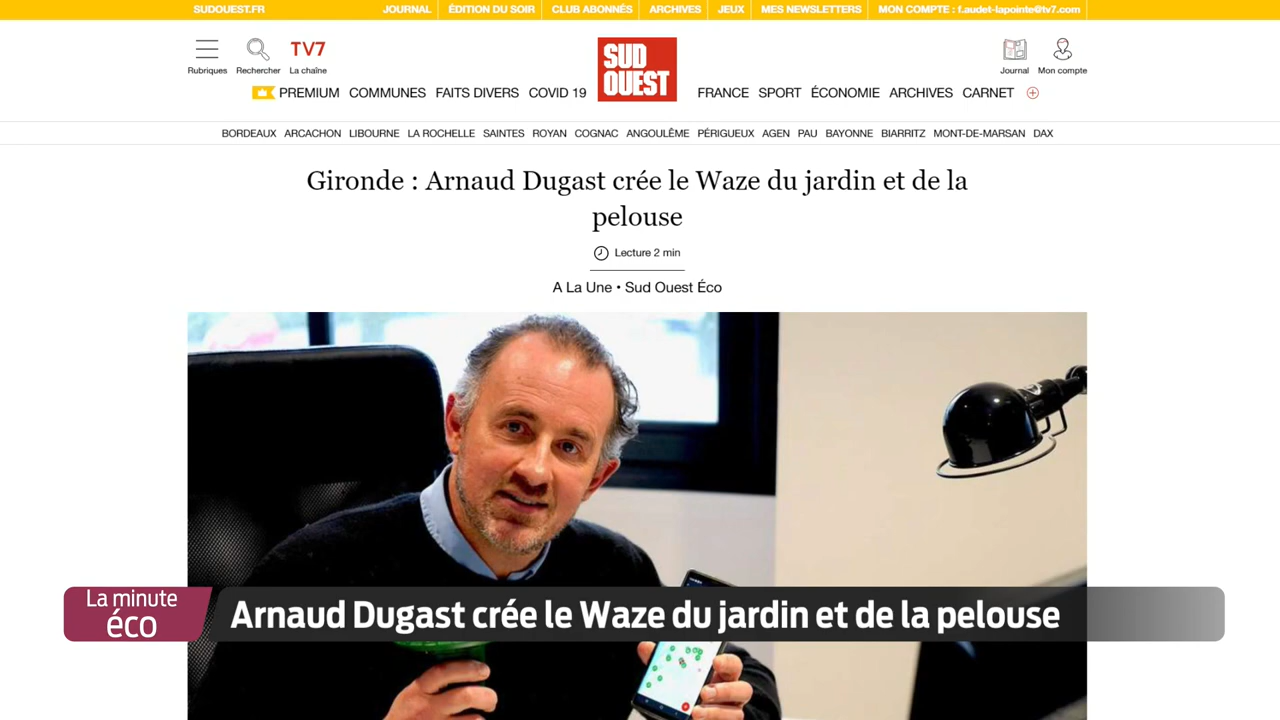 SUDOUEST.FR JOURNAL ÉDITION DU SOIR CLUB ABONNÉS ARCHIVES JEUX MES NEWSLETTERS MON COMPTE : f.audet-lapointe@tv7.com
TV7
Rubriques Rechercher La chaîne
SUD
OUEST
Journal Mon compte
PREMIUM COMMUNES FAITS DIVERS COVID 19 FRANCE SPORT ÉCONOMIE ARCHIVES CARNET
BORDEAUX ARCACHON LIBOURNE LA ROCHELLE SAINTES ROYAN COGNAC ANGOULÊME PÉRIGUEUX AGEN PAU BAYONNE BIARRITZ MONT-DE-MARSAN DAX
Gironde : Arnaud Dugast crée le Waze du jardin et de la
pelouse
Lecture 2 min
A La Une • Sud Ouest Éco
La minute
éco
Arnaud Dugast crée le Waze du jardin et de la pelouse